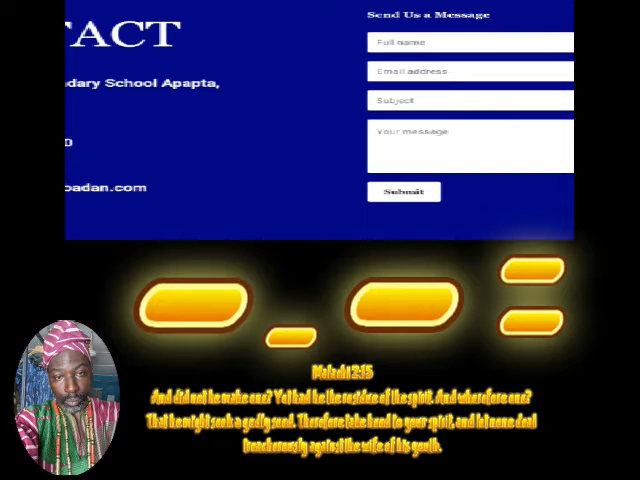 TACT
dary School Apapta,
0
oadan.com
Send Us a Message
Full name
Email address
Subject
Your message
Submit
Malachi 2:15
And did not he make one? Yet had he the residue of the spirit. And wherefore one?
That he might seek a godly seed. Therefore take heed to your spirit, and let none deal
treacherously against the wife of his youth.